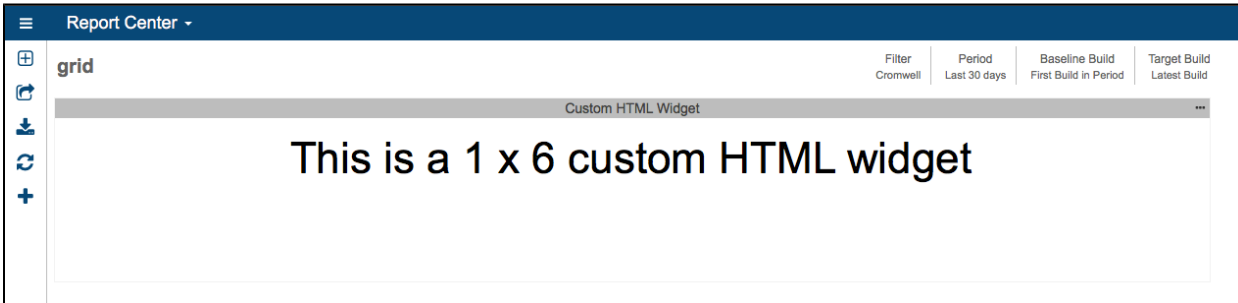 Report Center
grid
Filter Period Baseline Build Target Build
Cromwell Last 30 days First Build in Period Latest Build
Custom HTML Widget
This is a 1 x 6 custom HTML widget